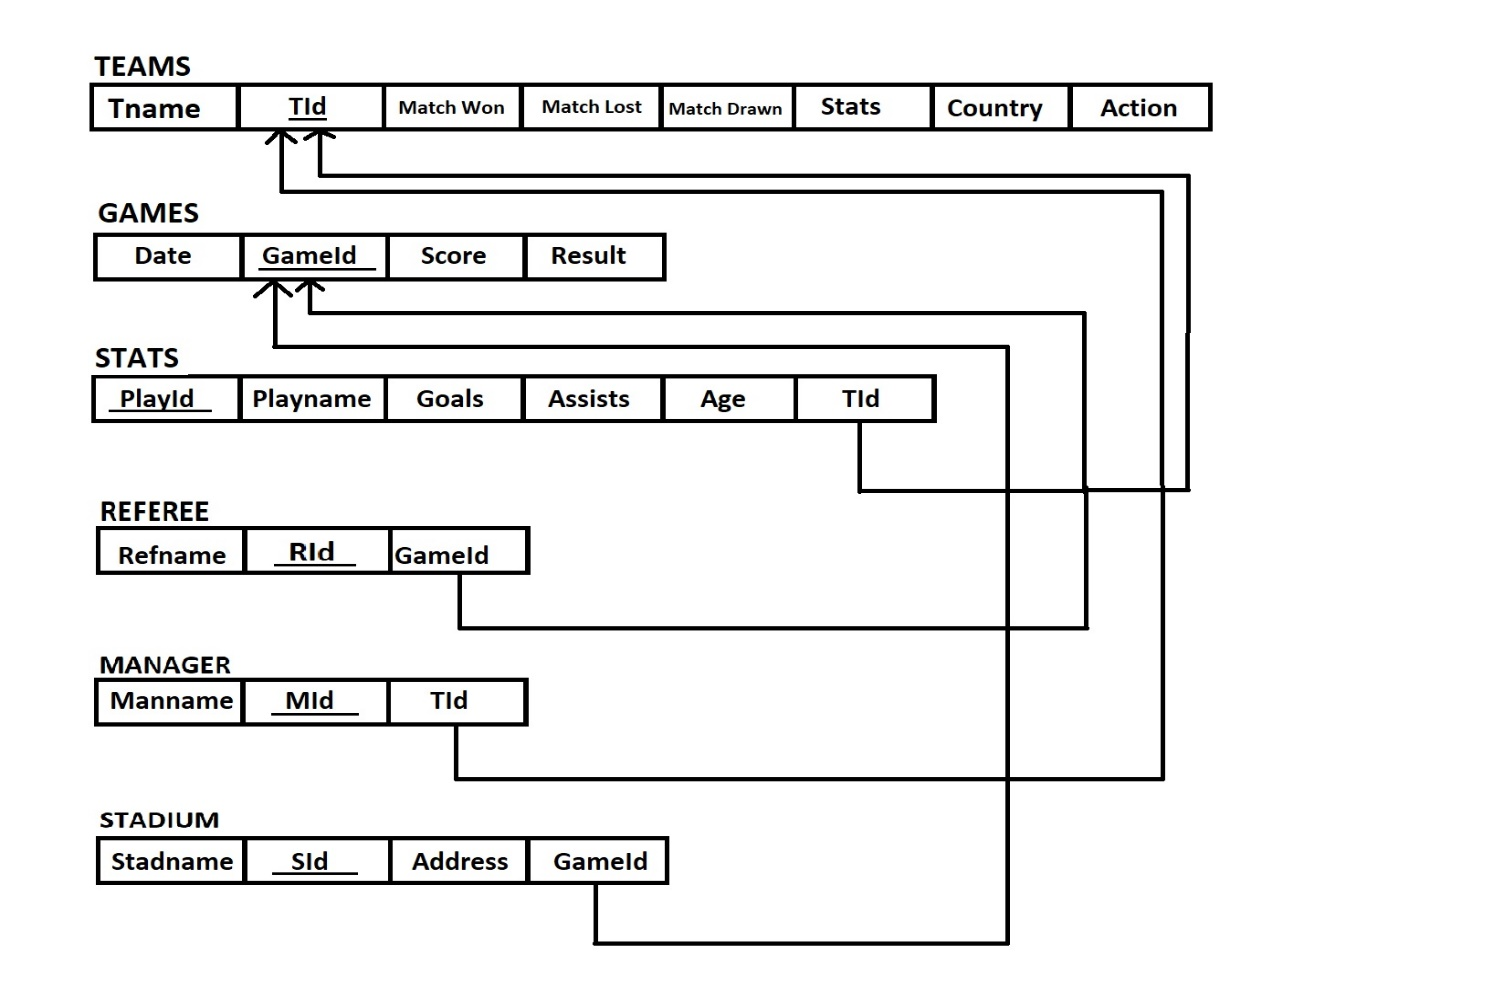 TEAMS
Tname TId Match Won Match Lost Match Drawn Stats Country Action
GAMES
Date GameId Score Result
STATS
PlayId Playname Goals Assists Age TId
REFEREE
Refname RId GameId
MANAGER
Manname MId TId
STADIUM
Stadname SId Address GameId